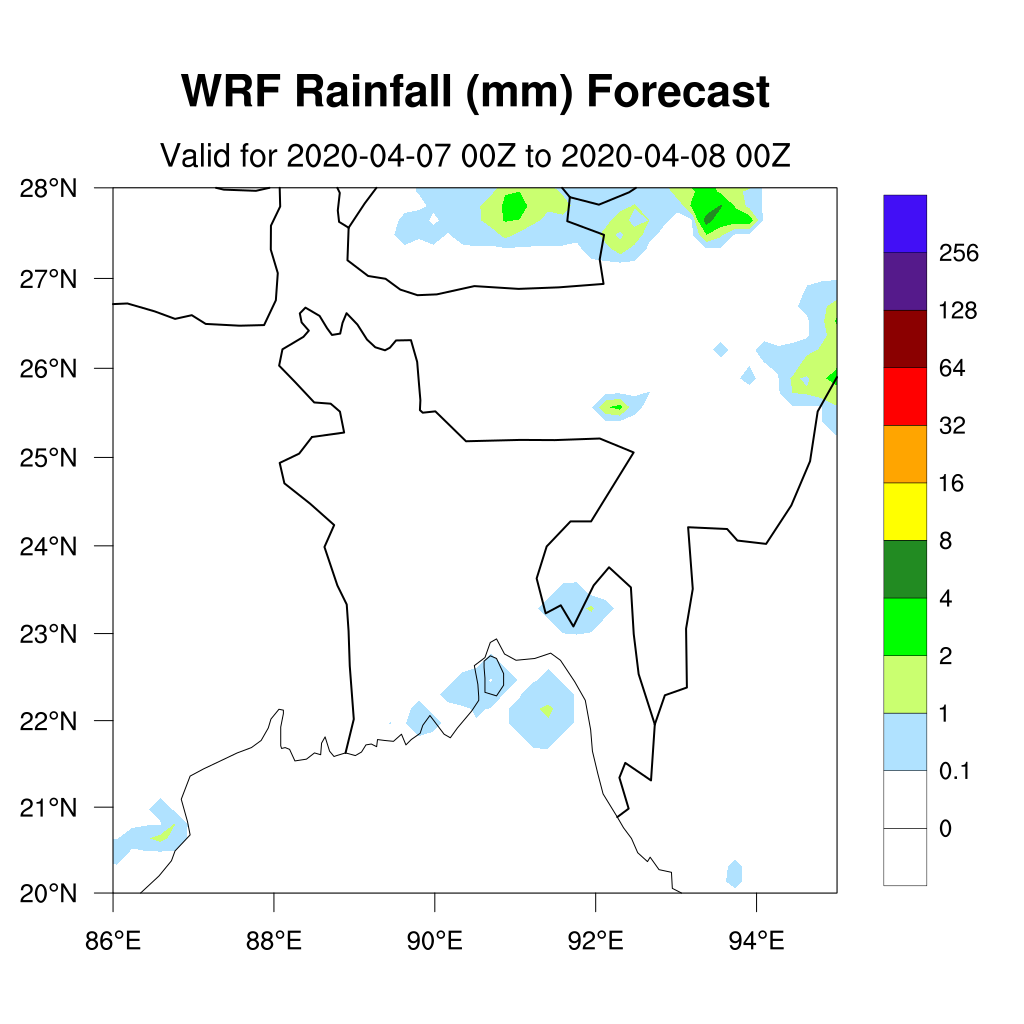 WRF Rainfall (mm) Forecast
Valid for 2020-04-07 00Z to 2020-04-08 00Z
28°N
27°N
26°N
25°N
24°N
23°N
22°N
21°N
20°N
86°E 88°E 90°E 92°E 94°E
256
128
64
32
16
8
4
2
1
0.1
0